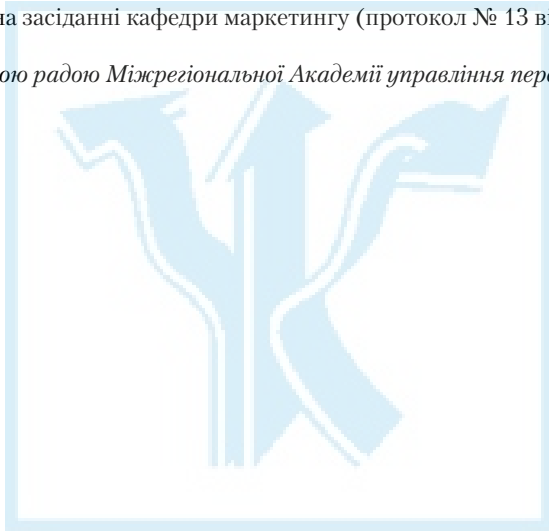 на засіданні кафедри маркетингу (протокол № 13 ві
ою радою Міжрегіональної Академії управління пер